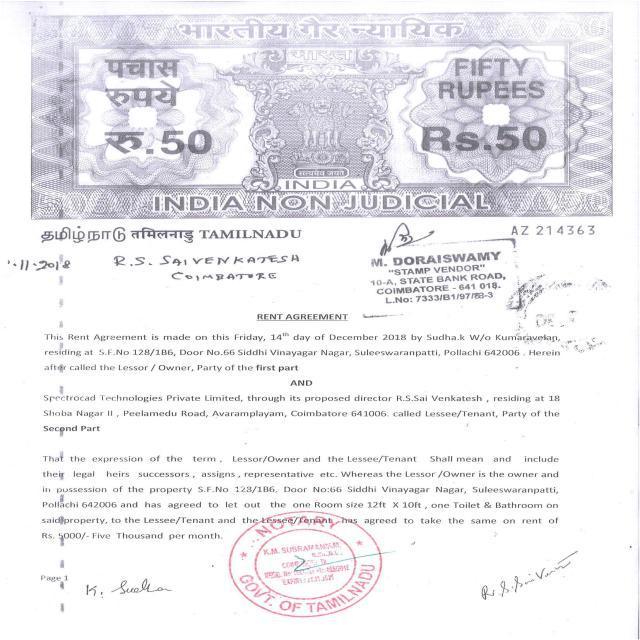 भारतीय गैर न्यायिक
भारत
पचास
रुपये
रु.50
FIFTY
RUPEES
Rs.50
सत्यमेव जयते
INDIA
INDIA NON JUDICIAL
தமிழ்நாடு तमिलनाडु TAMILNADU
AZ 214363
11-2018
R.S. SAIVENKATESH
COIMBATORE
M. DORAISWAMY
"STAMP VENDOR"
10-A, STATE BANK ROAD,
COIMBATORE - 641 018.
L.No: 7333/B1/97/88-3
RENT AGREEMENT
This Rent Agreement is made on this Friday, 14th day of December 2018 by Sudha.k W/o Kumaravelan,
residing at S.F.No 128/1B6, Door No.66 Siddhi Vinayagar Nagar, Suleeswaranpatti, Pollachi 642006 . Herein
after called the Lessor / Owner, Party of the first part
AND
Spectrocad Technologies Private Limited, through its proposed director R.S.Sai Venkatesh , residing at 18
Shoba Nagar II , Peelamedu Road, Avaramplayam, Coimbatore 641006. called Lessee/Tenant, Party of the
Second Part
That the expression of the term , Lessor/Owner and the Lessee/Tenant Shall mean and include
their legal heirs successors , assigns , representative etc. Whereas the Lessor /Owner is the owner and
in possession of the property S.F.No 128/1B6, Door No:66 Siddhi Vinayagar Nagar, Suleeswaranpatti,
Pollachi 642006 and has agreed to let out the one Room size 12ft X 10ft , one Toilet & Bathroom on
said property, to the Lessee/Tenant and the Lessee/Tenant has agreed to take the same on rent of
Rs. 5000/- Five Thousand per month.
NOTARY
K.M. SUBRAMANIAM,
GOVT. OF TAMILNADU
Page 1
K. Sudha
R.S.Sai Ven